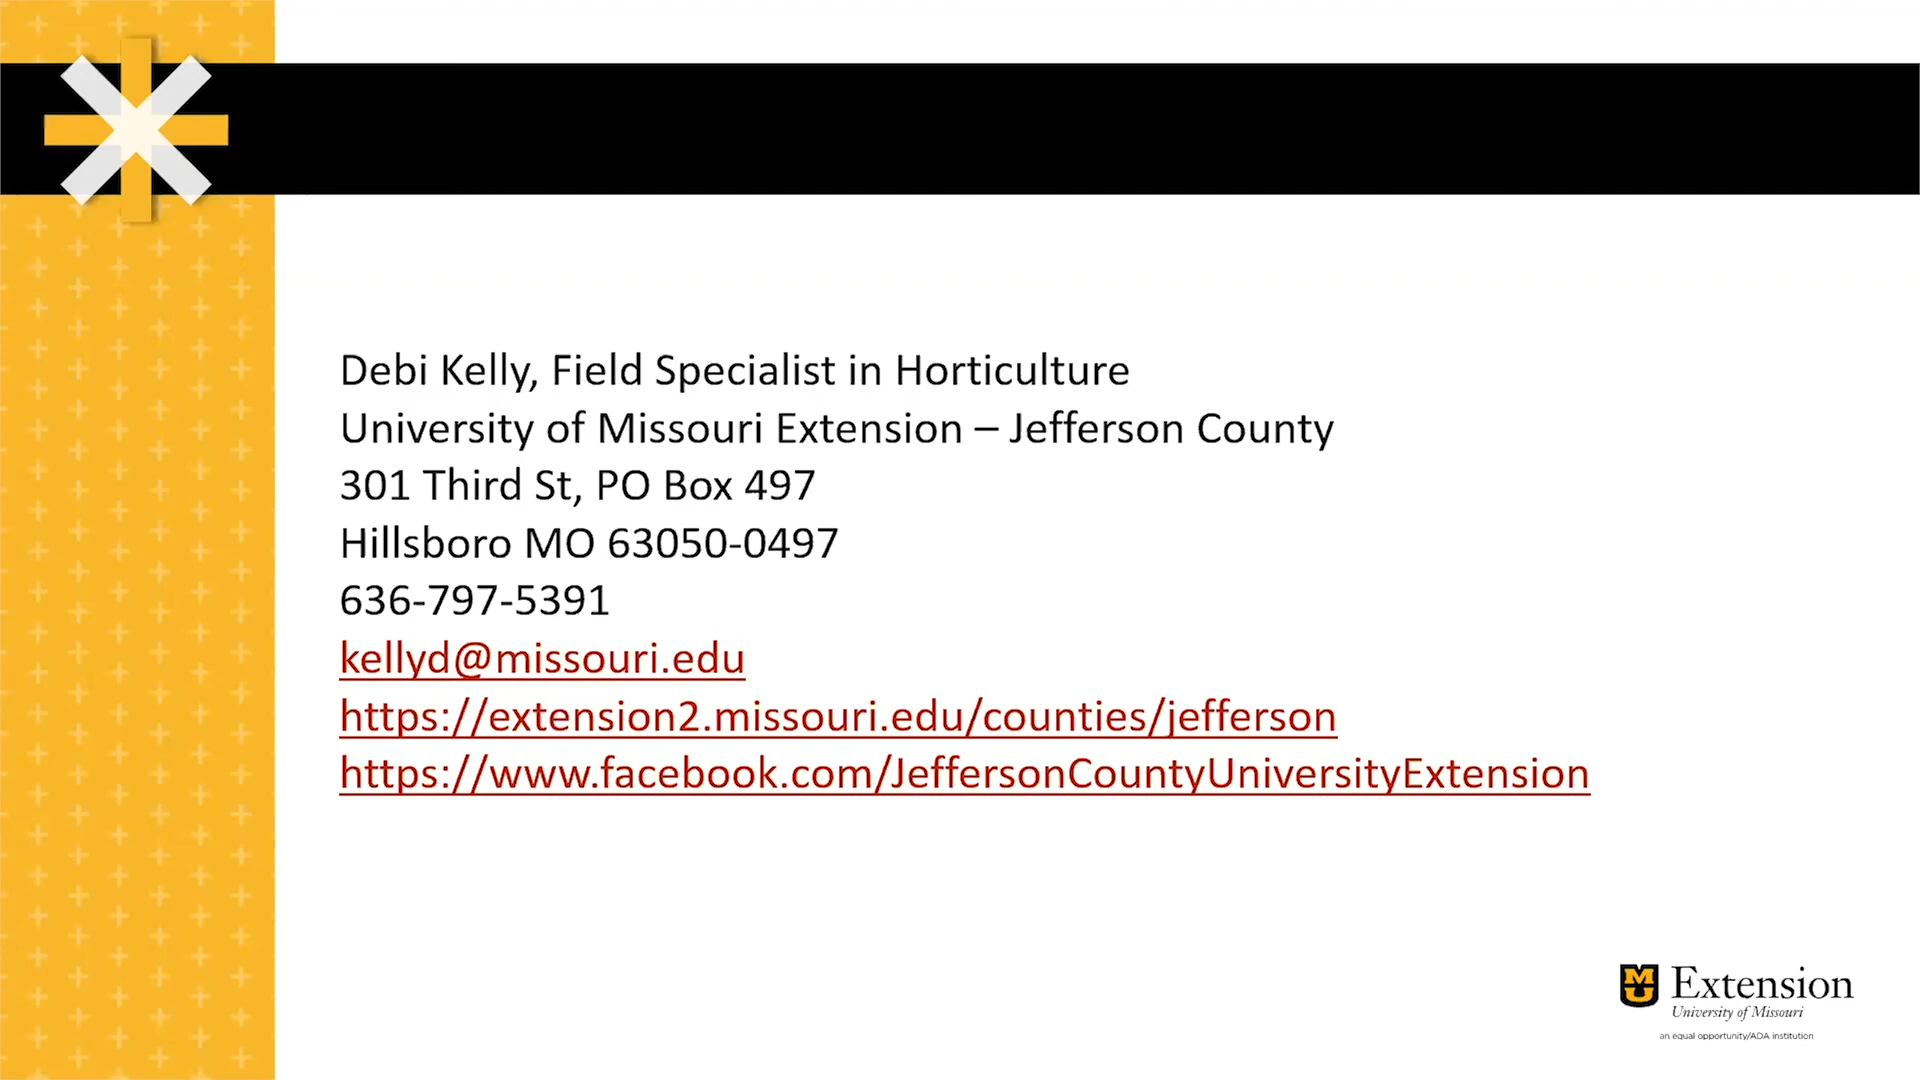 Debi Kelly, Field Specialist in Horticulture
University of Missouri Extension – Jefferson County
301 Third St, PO Box 497
Hillsboro MO 63050-0497
636-797-5391
kellyd@missouri.edu
https://extension2.missouri.edu/counties/jefferson
https://www.facebook.com/JeffersonCountyUniversityExtension
MU Extension
University of Missouri
an equal opportunity/ADA institution